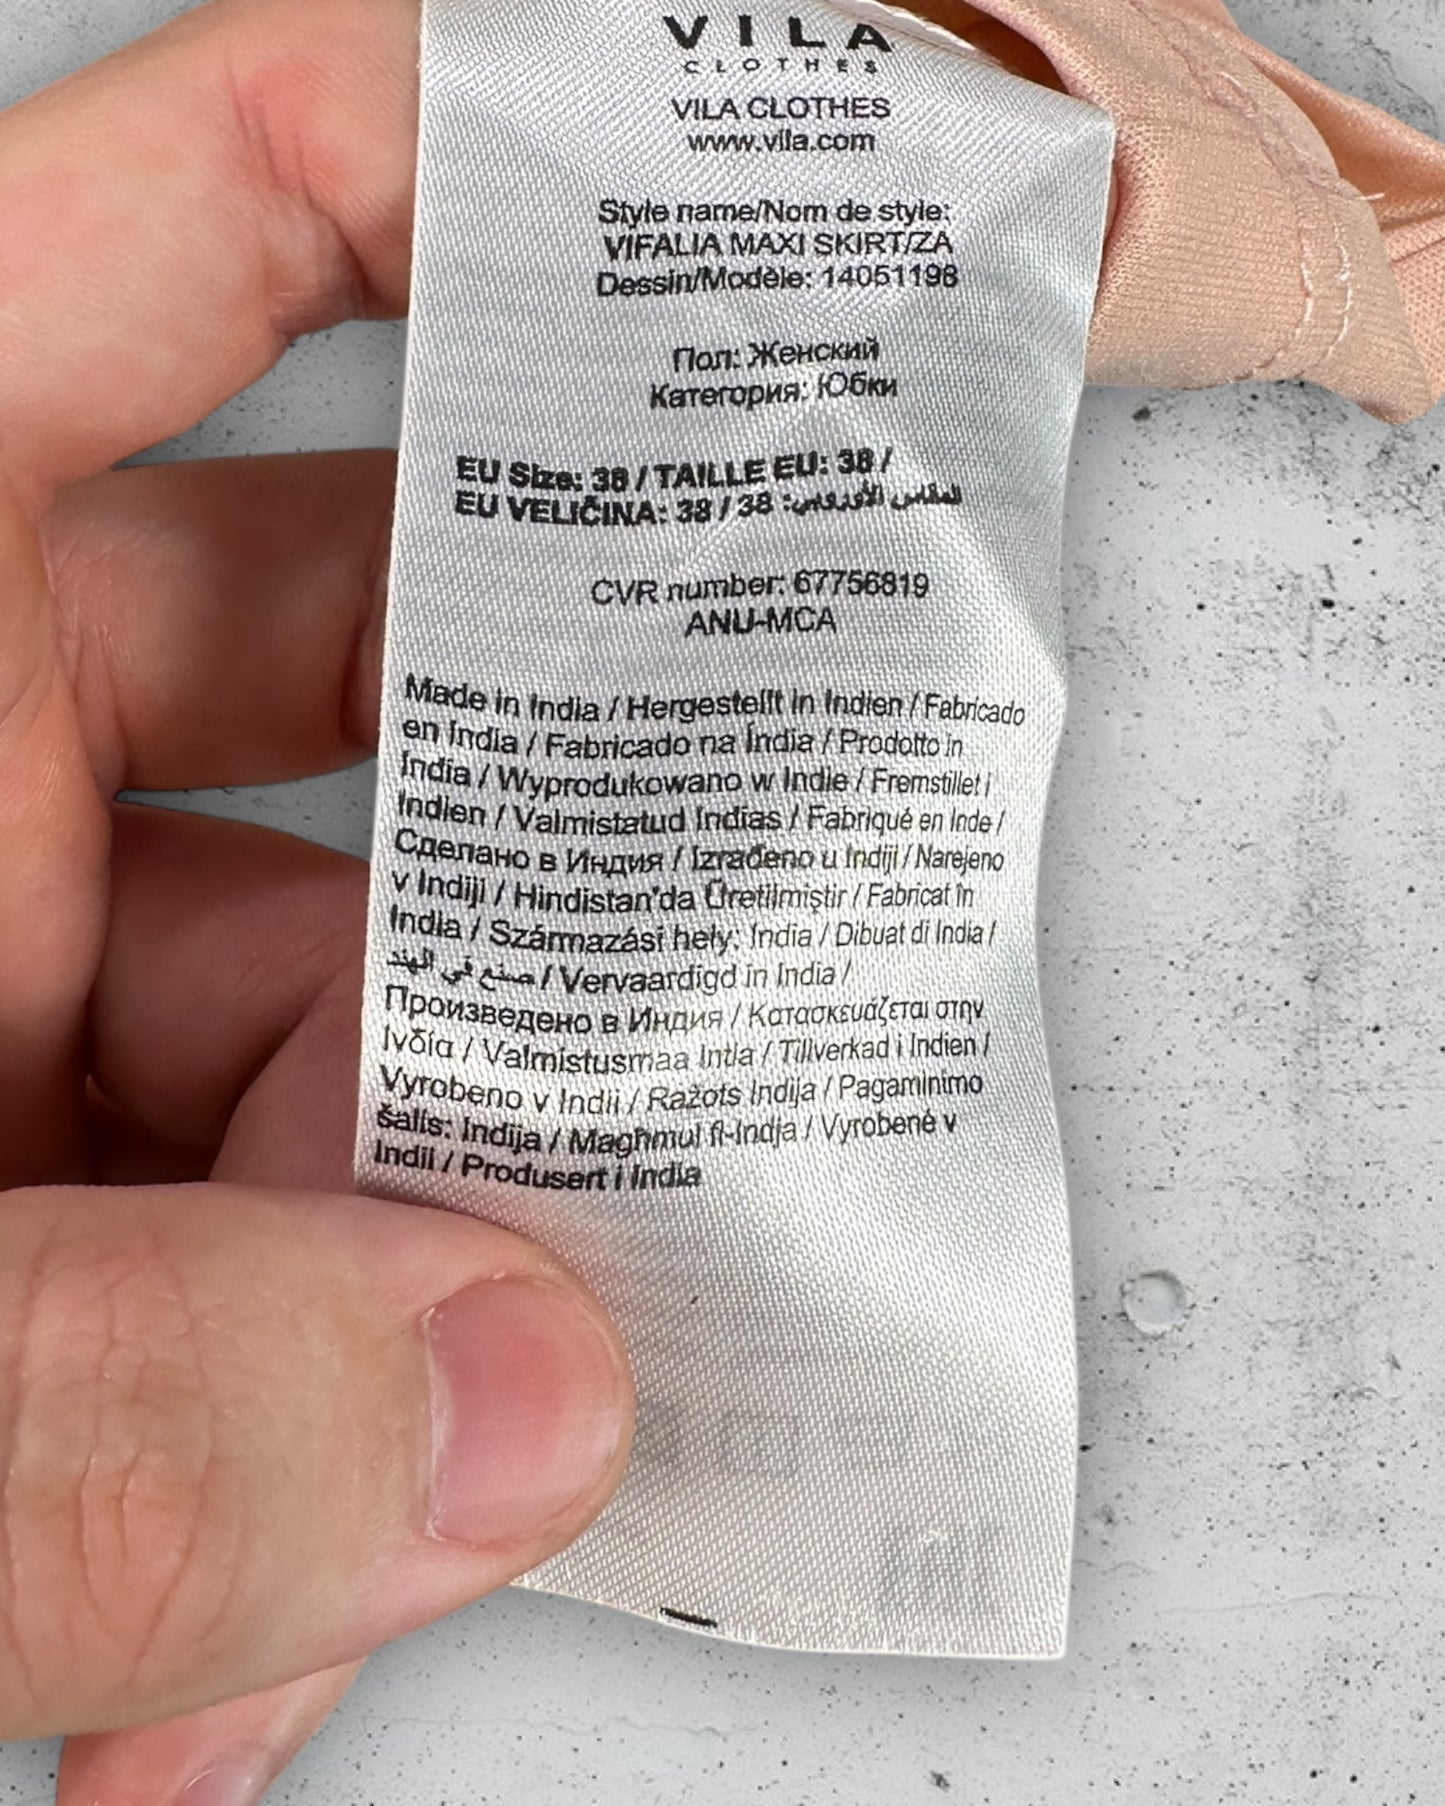 VILA
CLOTHES
VILA CLOTHES
www.vila.com
Style name/Nom de style:
VIFALIA MAXI SKIRT/ZA
Dessin/Modèle: 14051198
Пол: Женский
Категория: Юбки
EU Size: 38 / TAILLE EU: 38 /
EU VELIČINA: 38 / 38 :المقاس الأوروبي
CVR number: 67756819
ANU-MCA
Made in India / Hergestellt in Indien / Fabricado
en India / Fabricado na Índia / Prodotto in
India / Wyprodukowano w Indie / Fremstillet i
Indien / Valmistatud Indias / Fabriqué en Inde /
Сделано в Индия / Izrađeno u Indiji / Narejeno
v Indiji / Hindistan'da Üretilmiştir / Fabricat în
India / Származási hely: India / Dibuat di India /
صنع في الهند / Vervaardigd in India /
Произведено в Индия / Κατασκευάζεται στην
Ινδία / Valmistusmaa Intia / Tillverkad i Indien /
Vyrobeno v Indii / Ražots Indija / Pagaminimo
šalis: Indija / Magħmul fl-Indja / Vyrobené v
Indii / Produsert i India